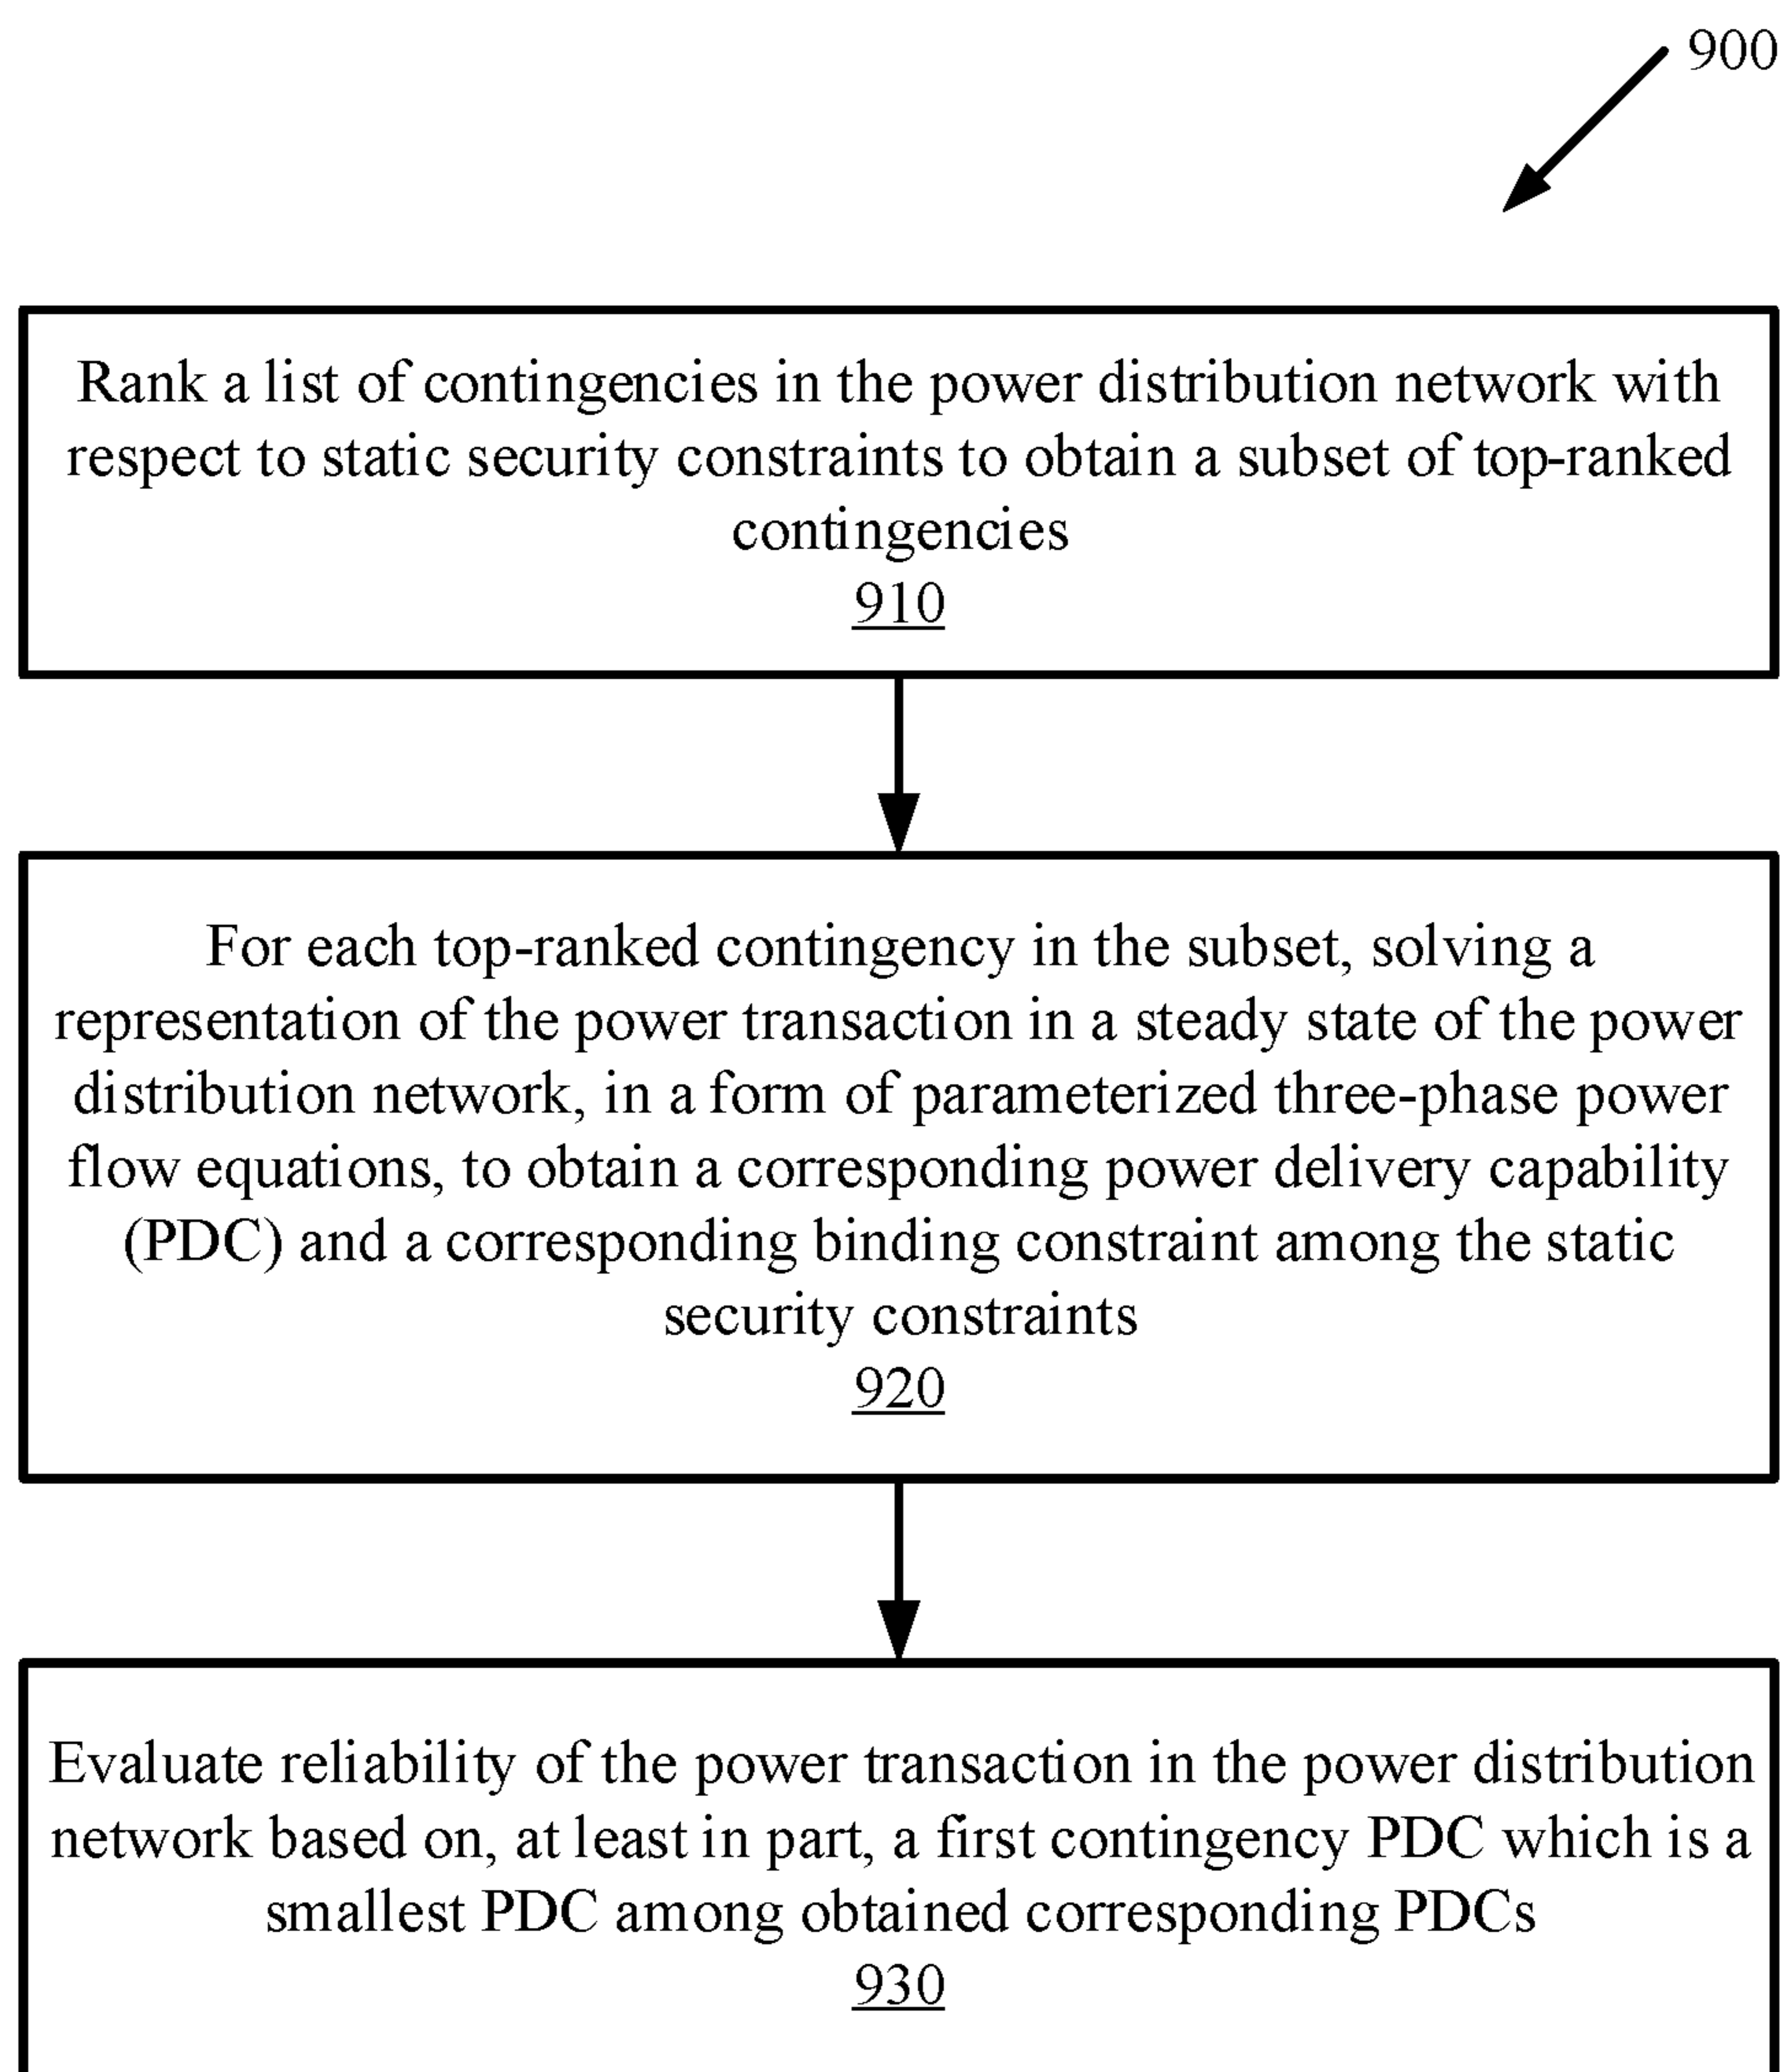 900
Rank a list of contingencies in the power distribution network with
respect to static security constraints to obtain a subset of top-ranked
contingencies
910
For each top-ranked contingency in the subset, solving a
representation of the power transaction in a steady state of the power
distribution network, in a form of parameterized three-phase power
flow equations, to obtain a corresponding power delivery capability
(PDC) and a corresponding binding constraint among the static
security constraints
920
Evaluate reliability of the power transaction in the power distribution
network based on, at least in part, a first contingency PDC which is a
smallest PDC among obtained corresponding PDCs
930